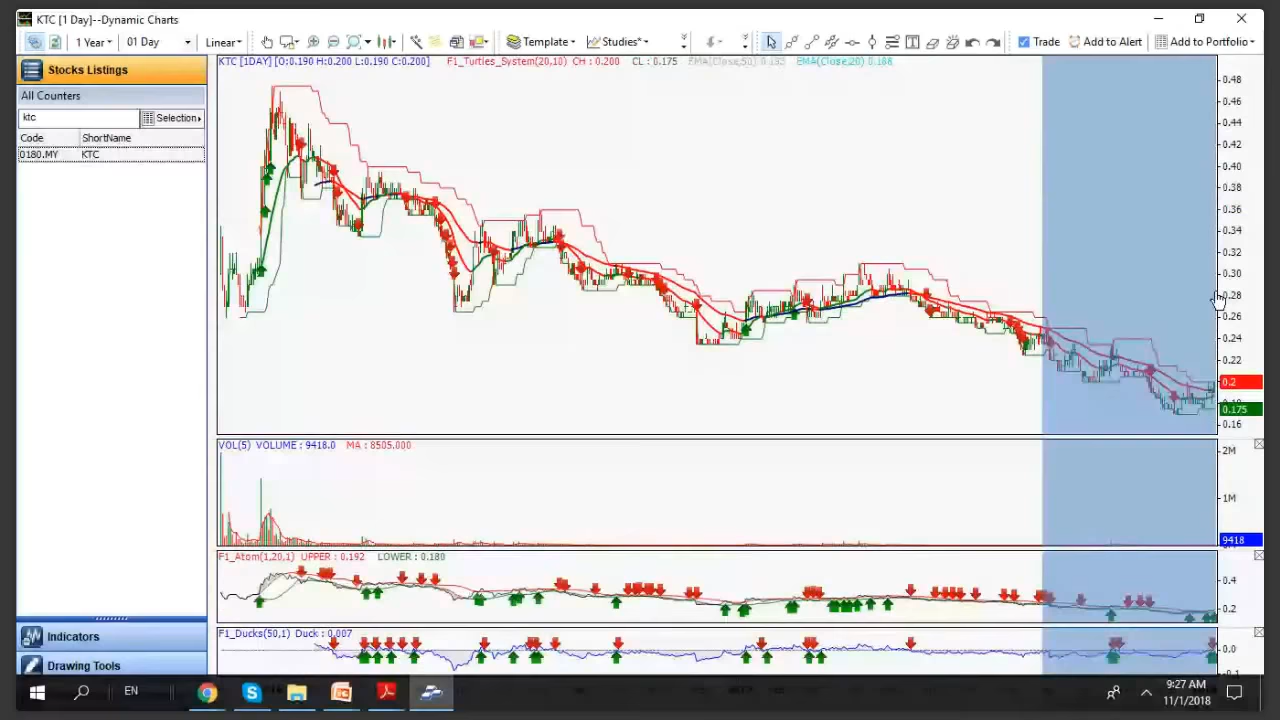 KTC [1 Day]--Dynamic Charts
1 Year 01 Day Linear Template Studies* Trade Add to Alert Add to Portfolio
Stocks Listings
All Counters
ktc Selection
Code ShortName
0180.MY KTC
Indicators
Drawing Tools
KTC [1DAY] [O:0.190 H:0.200 L:0.190 C:0.200] F1_Turtles_System(20,10) CH : 0.200 CL : 0.175 EMA(Close,50) EMA(Close,20) 0.188
0.48
0.46
0.44
0.42
0.40
0.38
0.36
0.34
0.32
0.30
0.28
0.26
0.24
0.22
0.2
0.175
0.16
VOL(5) VOLUME : 9418.0 MA : 8505.000
2M
1M
9418
F1_Atom(1,20,1) UPPER : 0.192 LOWER : 0.180
0.4
0.2
F1_Ducks(50,1) Duck : 0.007
0.0
-0.1
EN
9:27 AM
11/1/2018